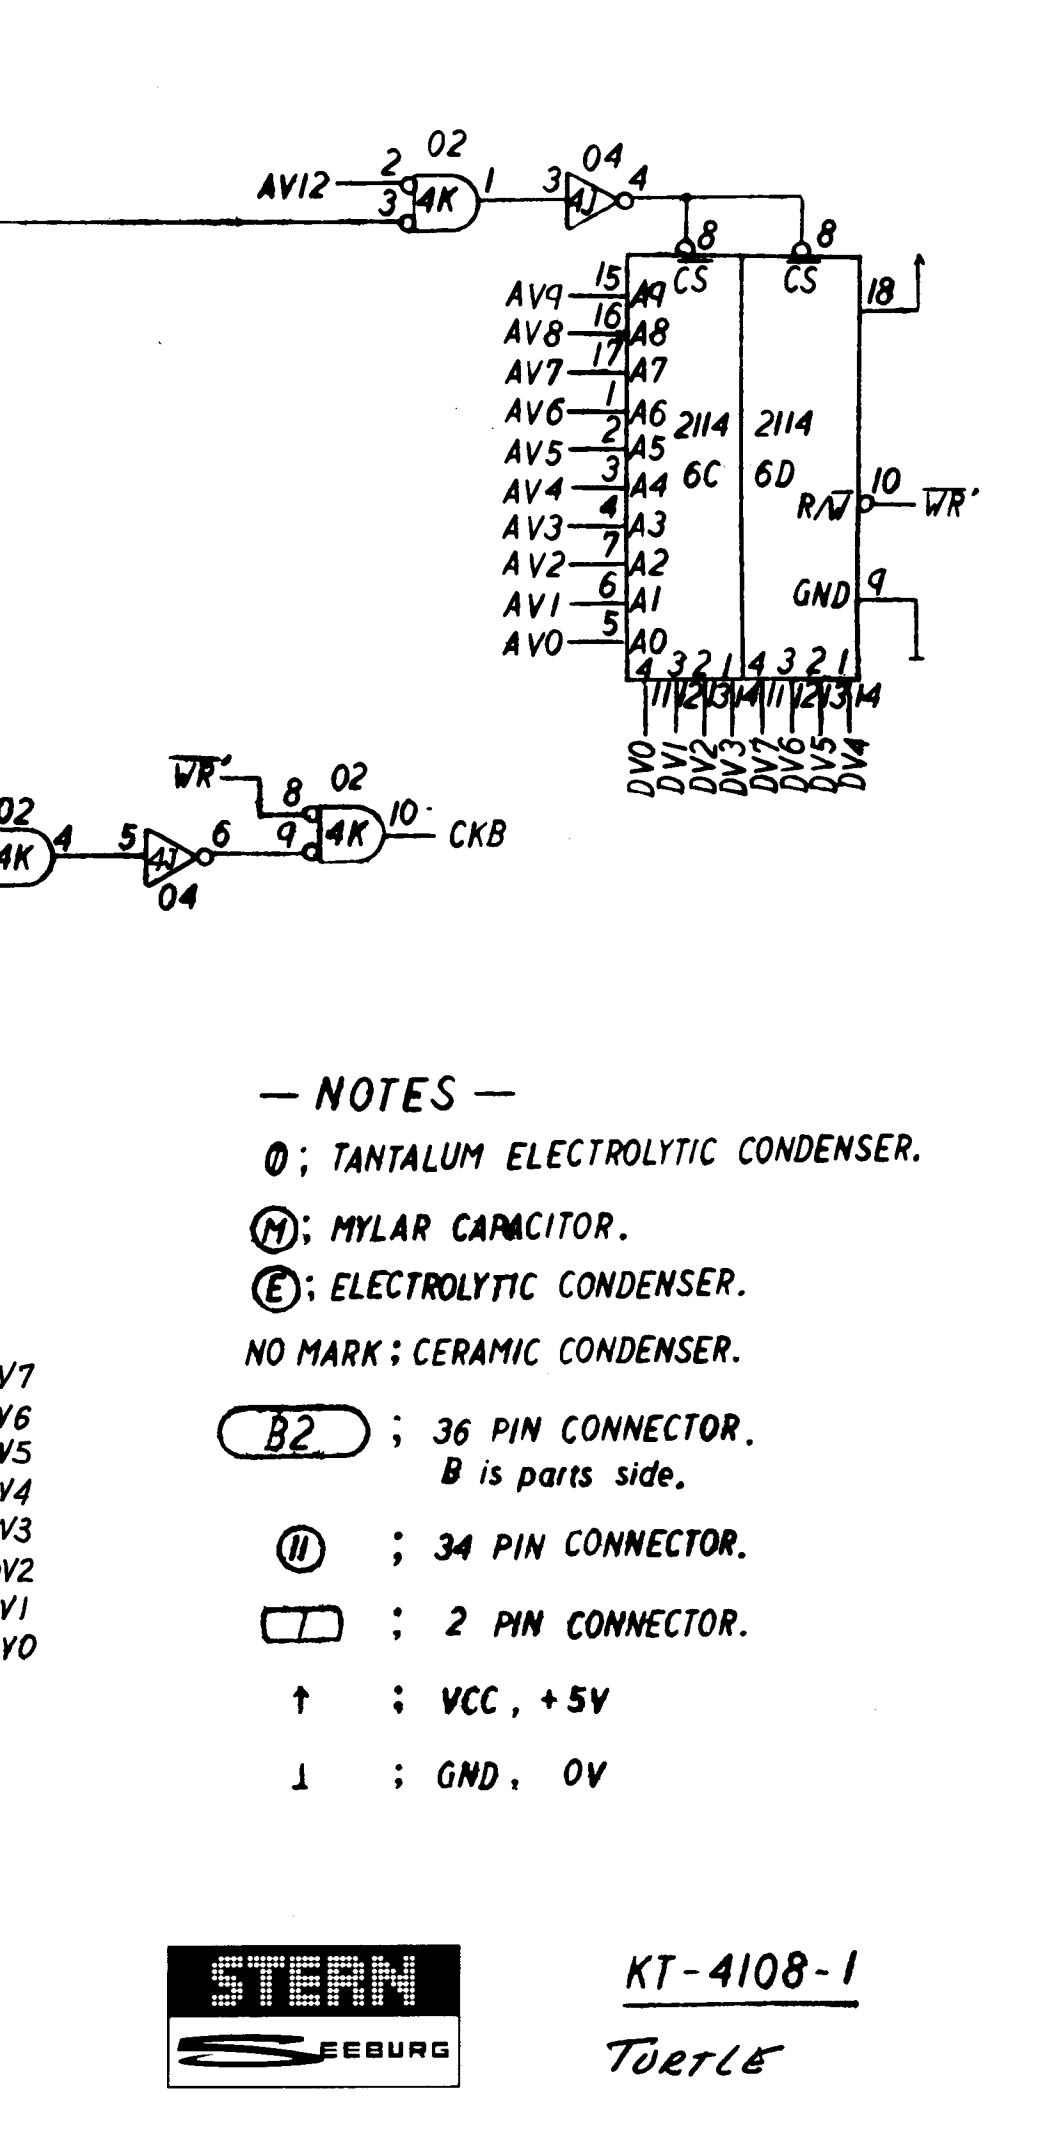 02
AV12 2 3 4K 1 3 4J 04 4
8 8
CS CS
18
AV9 15 A9
AV8 16 A8
AV7 17 A7
AV6 1 A6
AV5 2 A5
AV4 3 A4
AV3 4 A3
AV2 7 A2
AV1 6 A1
AV0 5 A0
2114 2114
6C 6D
R/W 10 WR'
GND 9
4 3 2 1 4 3 2 1
11 12 13 14 11 12 13 14
DV0 DV1 DV2 DV3 DV7 DV6 DV5 DV4
WR' 8 02
02 4K 4 5 4J 6 9 4K 10 CKB
04
— NOTES —
; TANTALUM ELECTROLYTIC CONDENSER.
M ; MYLAR CAPACITOR.
E ; ELECTROLYTIC CONDENSER.
NO MARK ; CERAMIC CONDENSER.
B2 ; 36 PIN CONNECTOR.
B is parts side.
11 ; 34 PIN CONNECTOR.
1 ; 2 PIN CONNECTOR.
↑ ; VCC, +5V
⊥ ; GND, 0V
V7
V6
V5
V4
V3
V2
V1
V0
STERN
SEEBURG
KT-4108-1
TURTLE